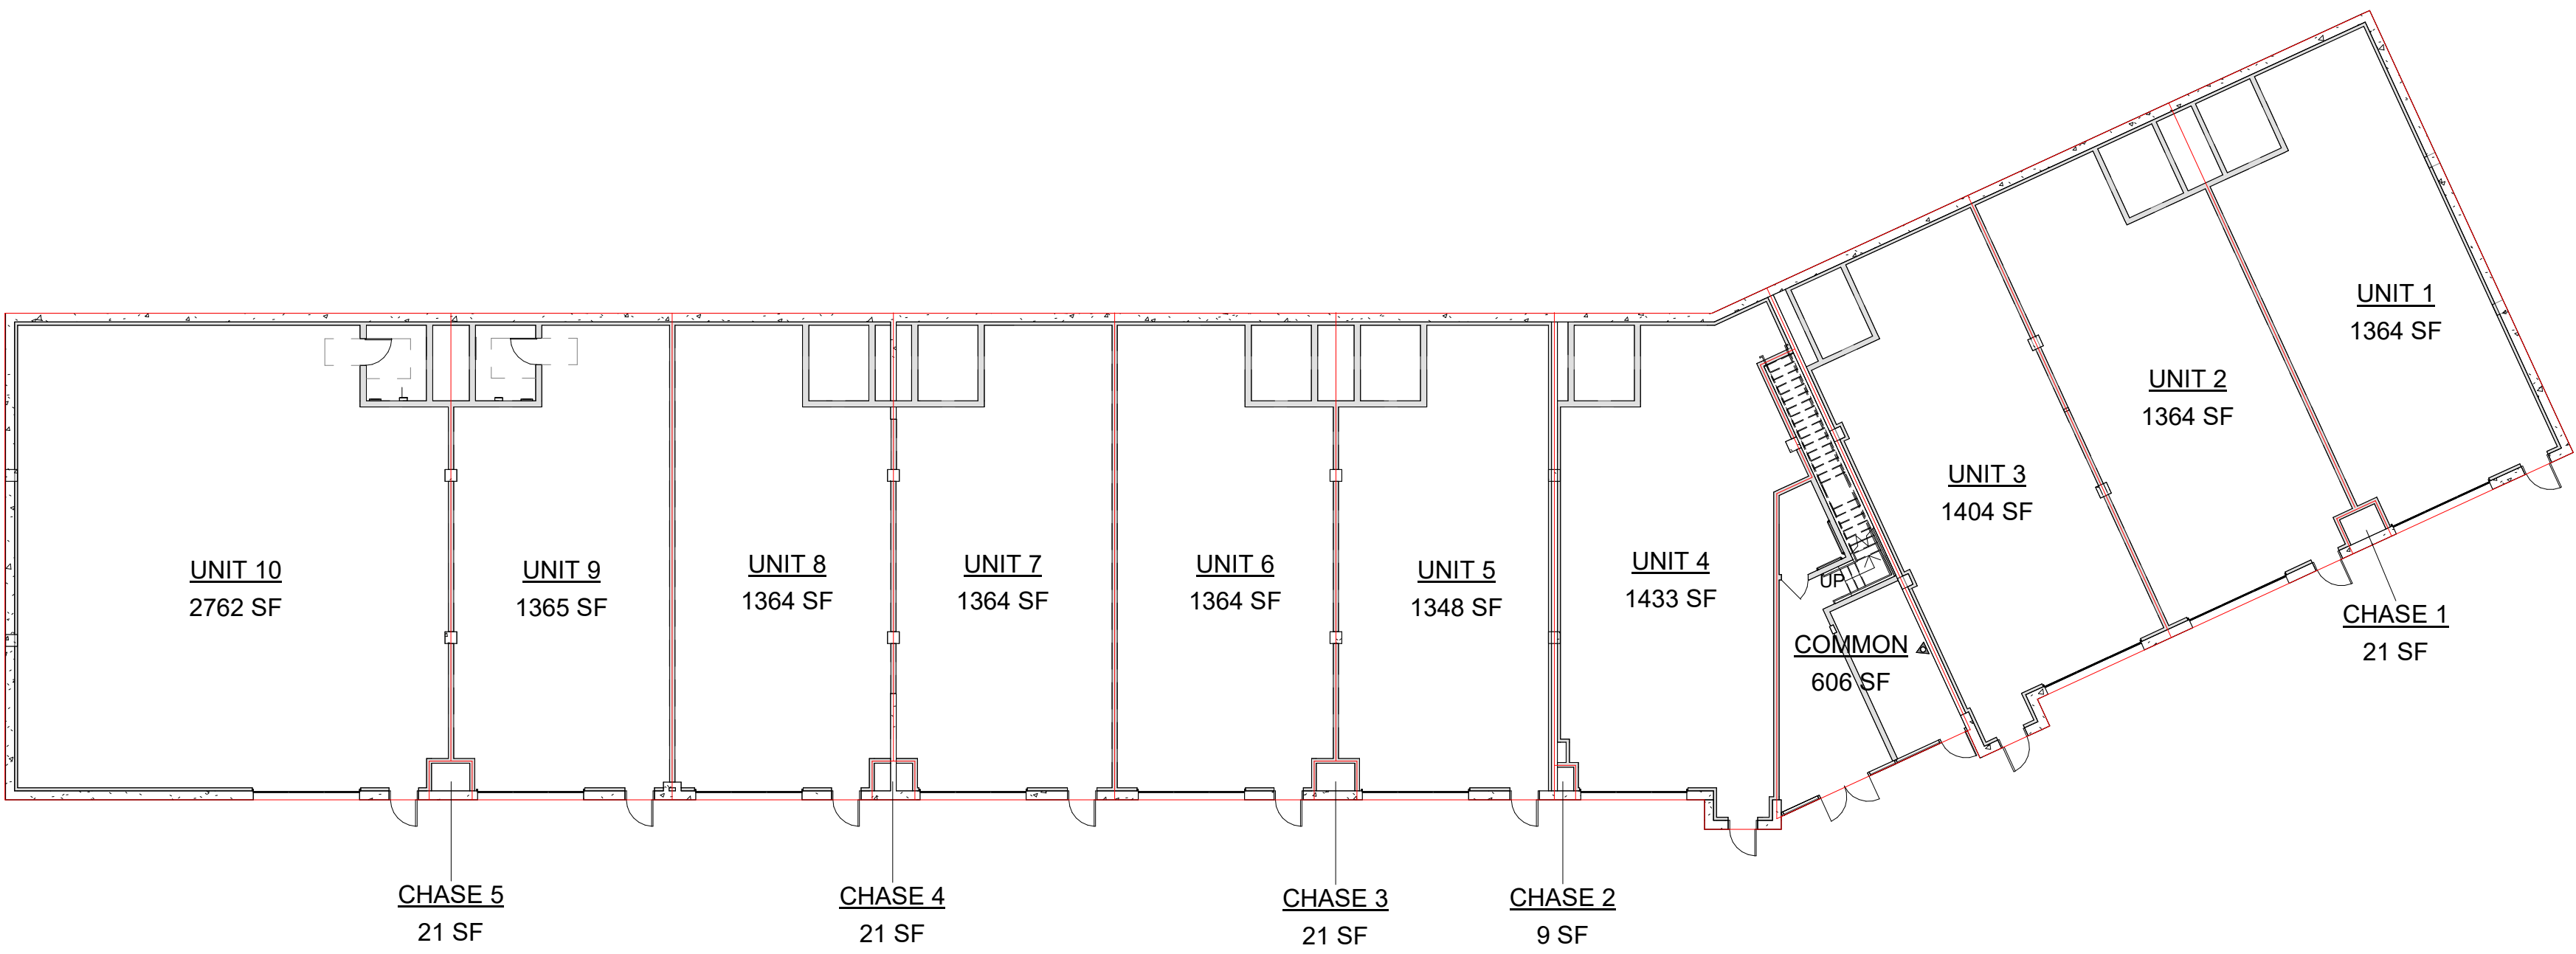 UNIT 1
1364 SF
UNIT 2
1364 SF
UNIT 3
1404 SF
UNIT 10
2762 SF
UNIT 9
1365 SF
UNIT 8
1364 SF
UNIT 7
1364 SF
UNIT 6
1364 SF
UNIT 5
1348 SF
UNIT 4
1433 SF
UP
COMMON
606 SF
CHASE 1
21 SF
CHASE 5
21 SF
CHASE 4
21 SF
CHASE 3
21 SF
CHASE 2
9 SF